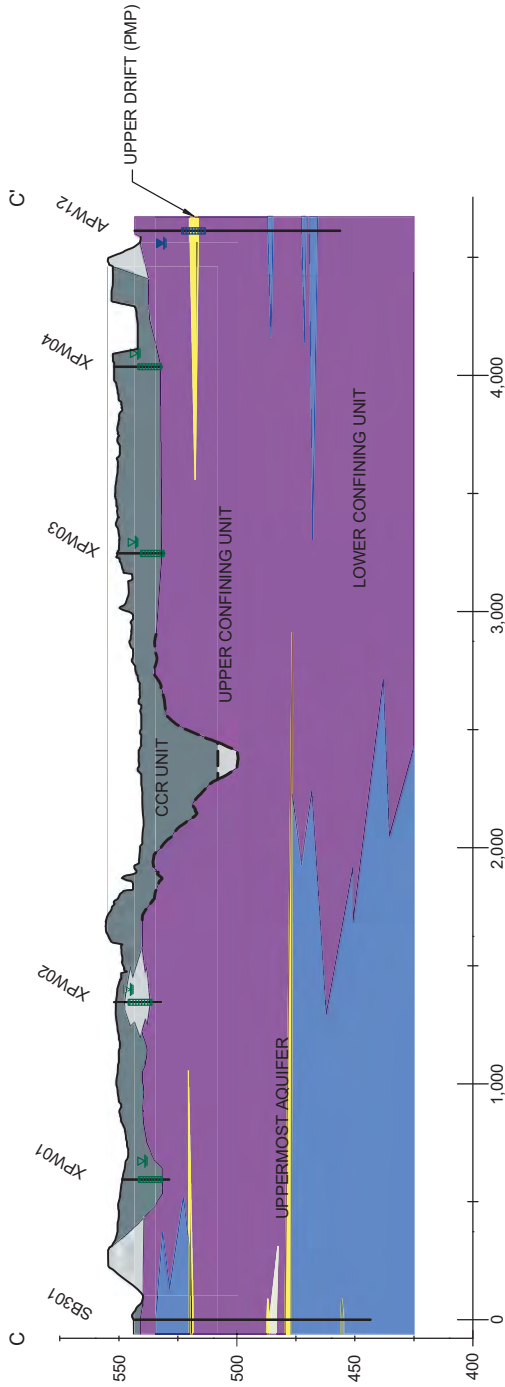 C
C'
SB301
XPW01
XPW02
XPW03
XPW04
APW12
UPPER DRIFT (PMP)
CCR UNIT
UPPER CONFINING UNIT
UPPERMOST AQUIFER
LOWER CONFINING UNIT
550
500
450
400
0
1,000
2,000
3,000
4,000